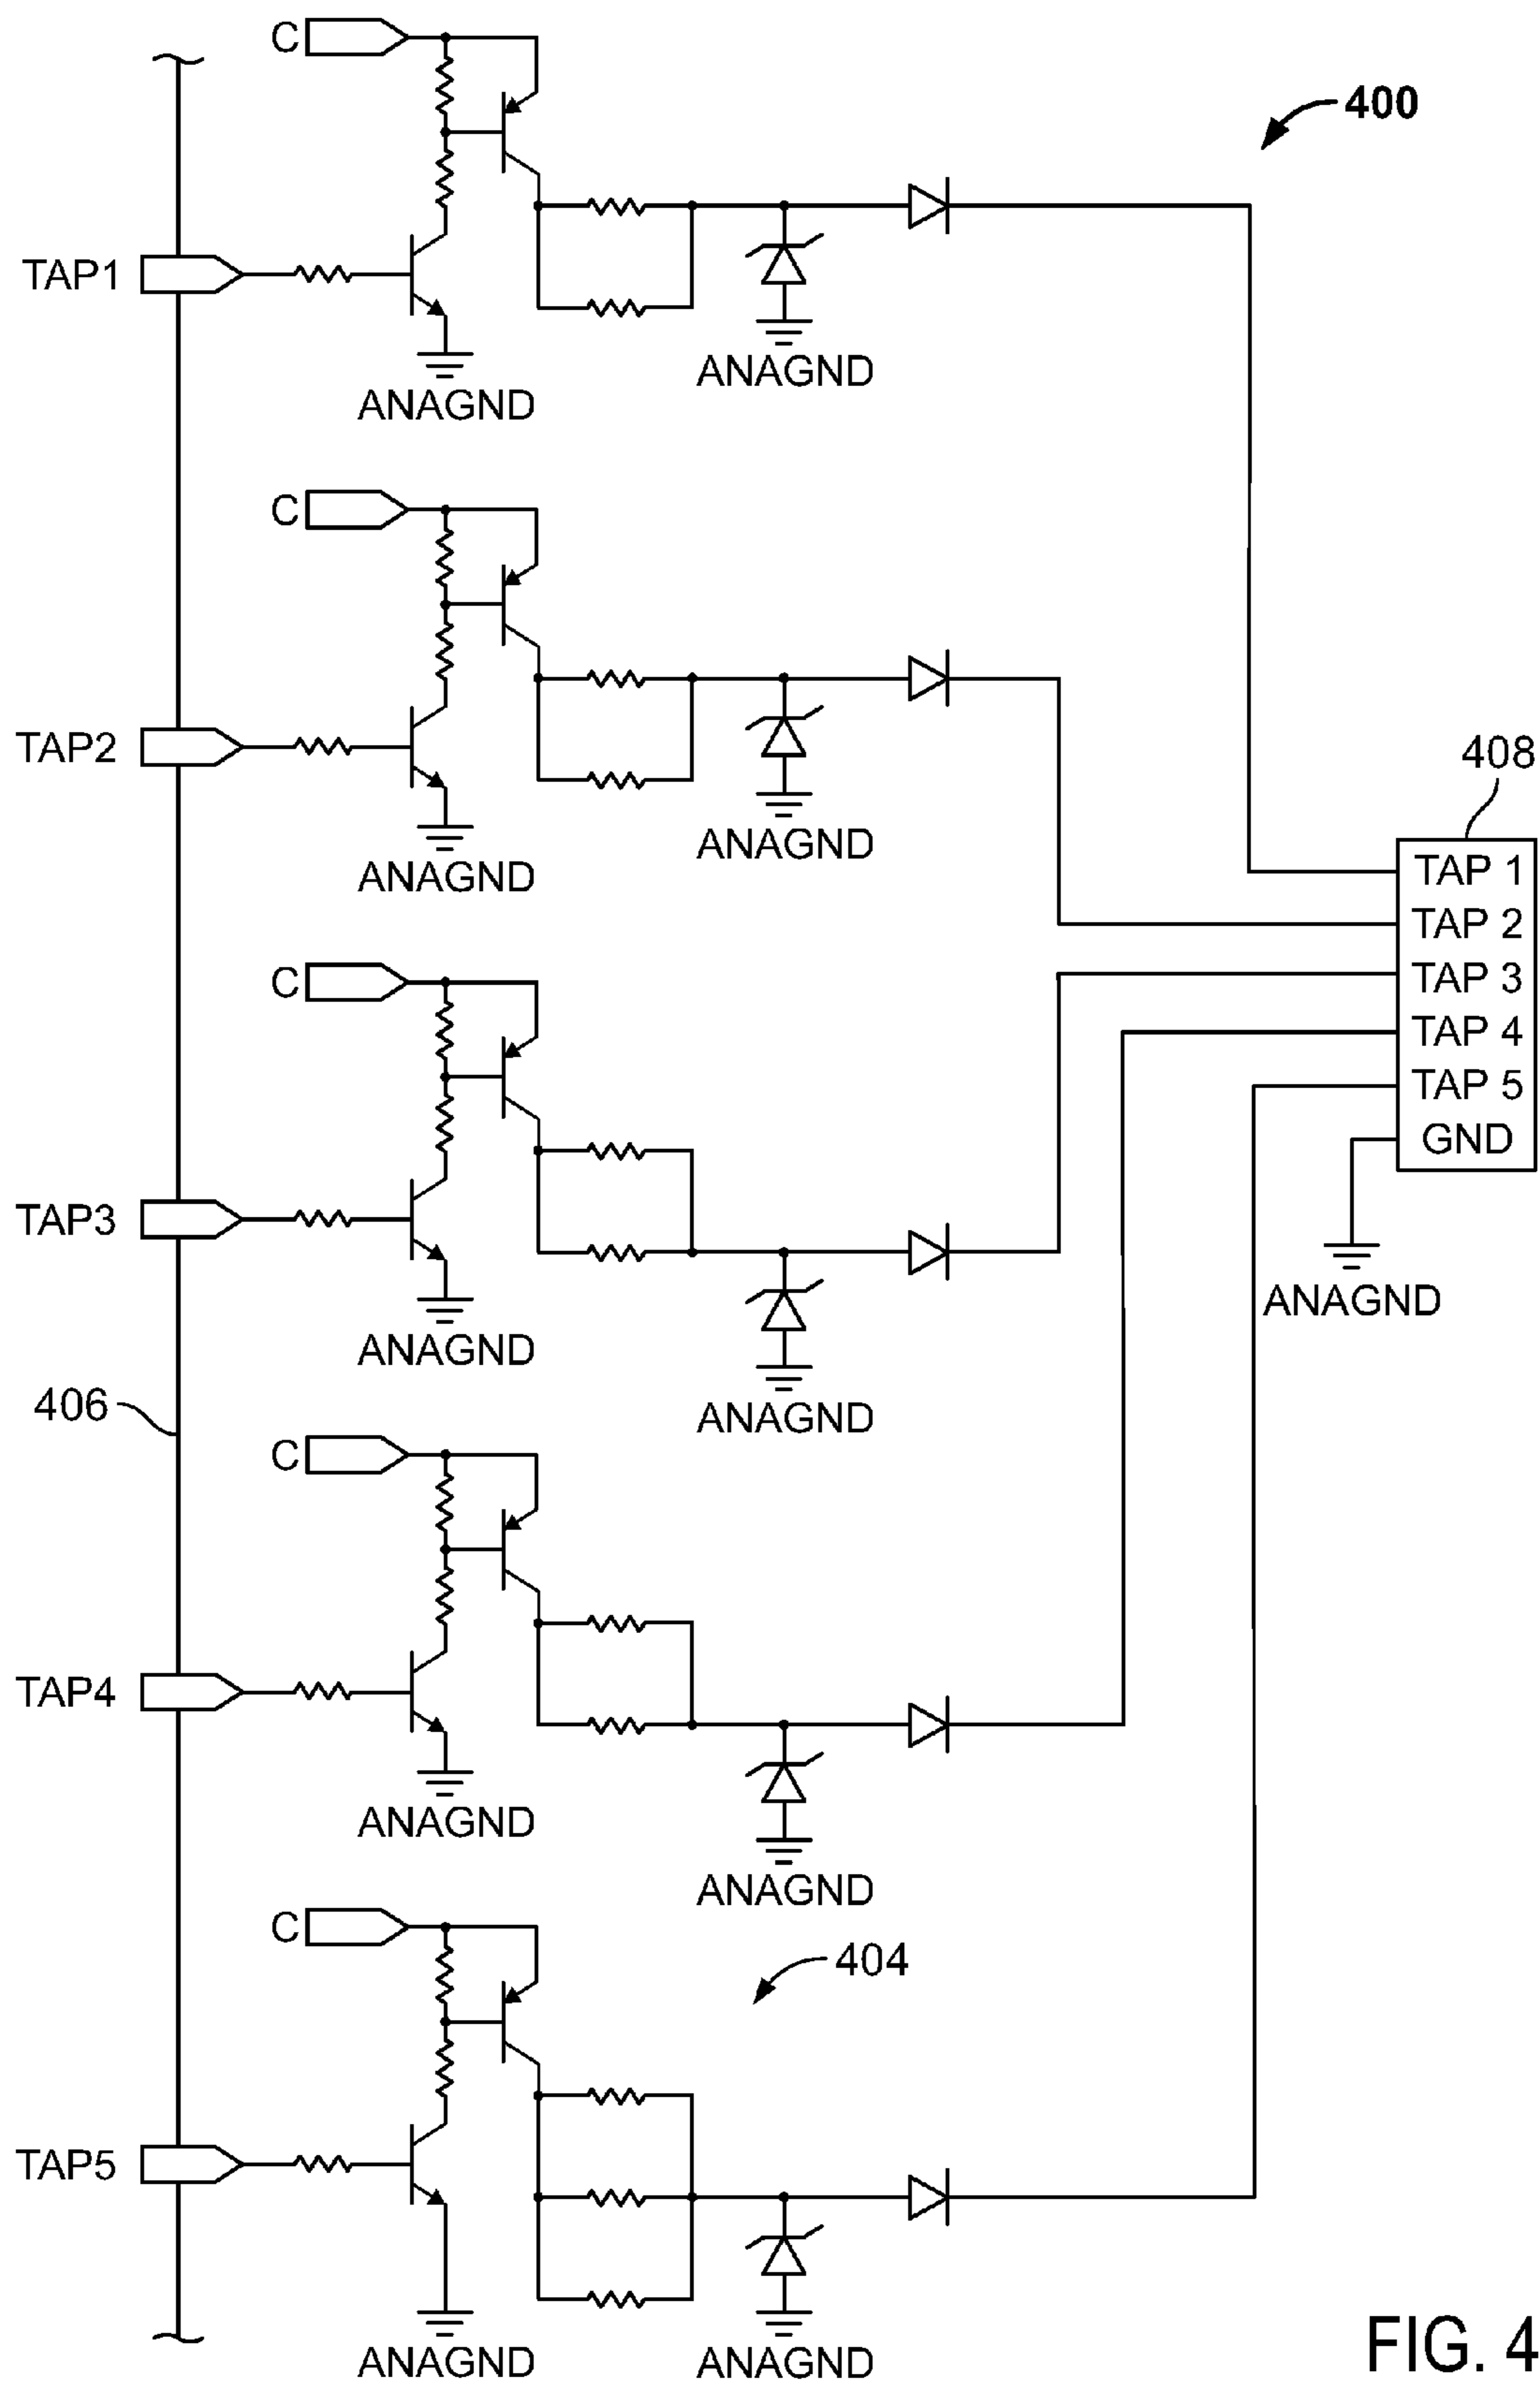 C
400
TAP1
ANAGND
ANAGND
C
TAP2
ANAGND
ANAGND
408
TAP 1
TAP 2
TAP 3
TAP 4
TAP 5
GND
ANAGND
C
TAP3
ANAGND
ANAGND
406
C
TAP4
ANAGND
ANAGND
C
404
TAP5
ANAGND
ANAGND
FIG. 4